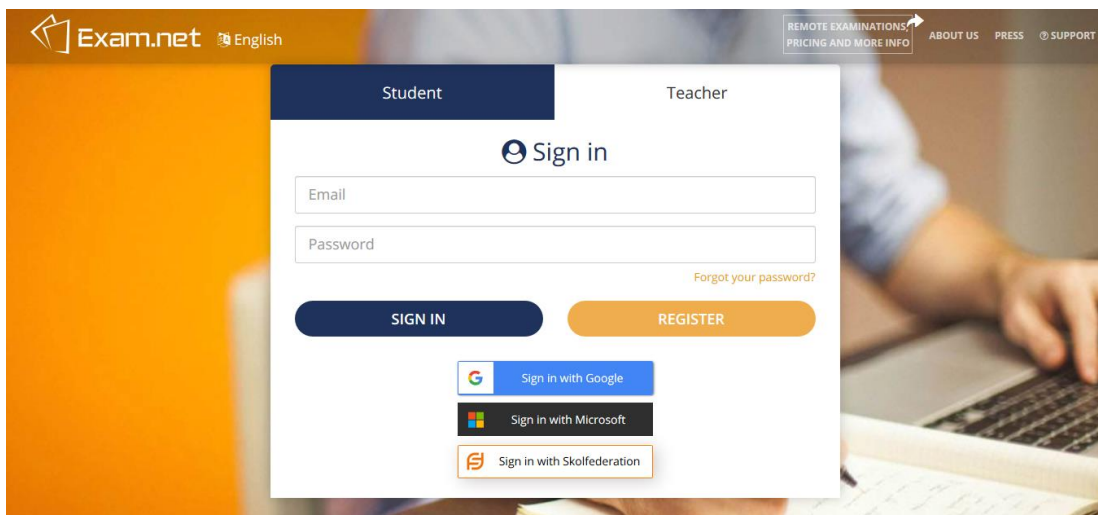 Exam.net
English
REMOTE EXAMINATIONS,
PRICING AND MORE INFO
ABOUT US
PRESS
SUPPORT
Student
Teacher
Sign in
Email
Password
Forgot your password?
SIGN IN
REGISTER
Sign in with Google
Sign in with Microsoft
Sign in with Skolfederation